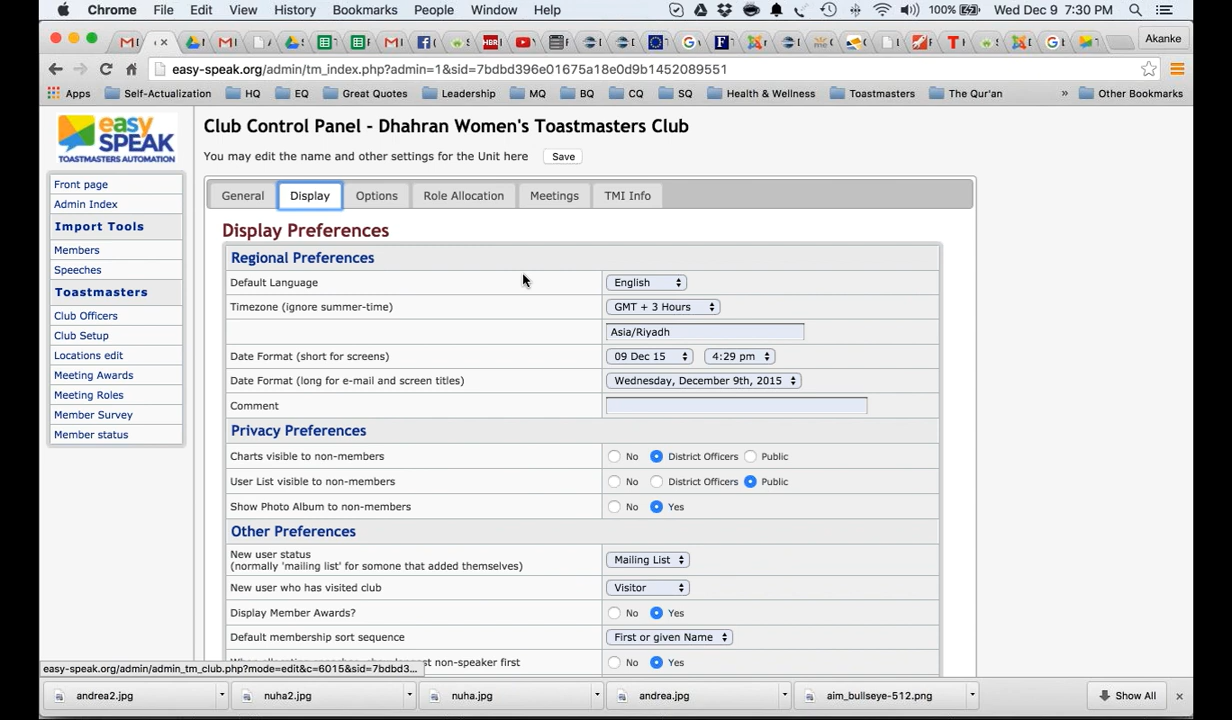 Chrome File Edit View History Bookmarks People Window Help 100% Wed Dec 9 7:30 PM
Akanke
easy-speak.org/admin/tm_index.php?admin=1&sid=7bdbd396e01675a18e0d9b1452089551
Apps Self-Actualization HQ EQ Great Quotes Leadership MQ BQ CQ SQ Health & Wellness Toastmasters The Qur'an » Other Bookmarks
easy
SPEAK
TOASTMASTERS AUTOMATION
Front page
Admin Index
Import Tools
Members
Speeches
Toastmasters
Club Officers
Club Setup
Locations edit
Meeting Awards
Meeting Roles
Member Survey
Member status
Club Control Panel - Dhahran Women's Toastmasters Club
You may edit the name and other settings for the Unit here Save
General Display Options Role Allocation Meetings TMI Info
Display Preferences
Regional Preferences
Default Language English
Timezone (ignore summer-time) GMT + 3 Hours
Asia/Riyadh
Date Format (short for screens) 09 Dec 15 4:29 pm
Date Format (long for e-mail and screen titles) Wednesday, December 9th, 2015
Comment
Privacy Preferences
Charts visible to non-members No District Officers Public
User List visible to non-members No District Officers Public
Show Photo Album to non-members No Yes
Other Preferences
New user status
(normally 'mailing list' for somone that added themselves) Mailing List
New user who has visited club Visitor
Display Member Awards? No Yes
Default membership sort sequence First or given Name
non-speaker first No Yes
easy-speak.org/admin/admin_tm_club.php?mode=edit&c=6015&sid=7bdbd3...
andrea2.jpg nuha2.jpg nuha.jpg andrea.jpg aim_bullseye-512.png Show All